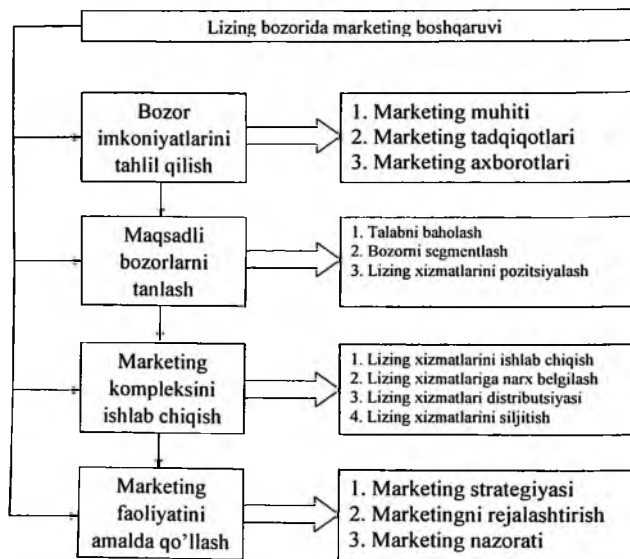 Lizing bozorida marketing boshqaruvi
Bozor
imkoniyatlarini
tahlil qilish
1. Marketing muhiti
2. Marketing tadqiqotlari
3. Marketing axborotlari
Maqsadli
bozorlarni
tanlash
1. Talabni baholash
2. Bozorni segmentlash
3. Lizing xizmatlarini pozitsiyalash
Marketing
kompleksini
ishlab chiqish
1. Lizing xizmatlarini ishlab chiqish
2. Lizing xizmatlariga narx belgilash
3. Lizing xizmatlari distributsiyasi
4. Lizing xizmatlarini siljitish
Marketing
faoliyatini
amalda qo'llash
1. Marketing strategiyasi
2. Marketingni rejalashtirish
3. Marketing nazorati